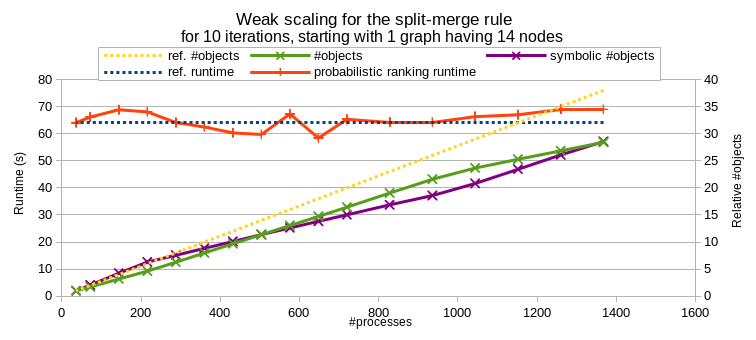 Weak scaling for the split-merge rule
for 10 iterations, starting with 1 graph having 14 nodes
ref. #objects #objects symbolic #objects
ref. runtime probabilistic ranking runtime
80 40
70 35
60 30
50 25
40 20
30 15
20 10
10 5
0 0
Runtime (s)
Relative #objects
0 200 400 600 800 1000 1200 1400 1600
#processes